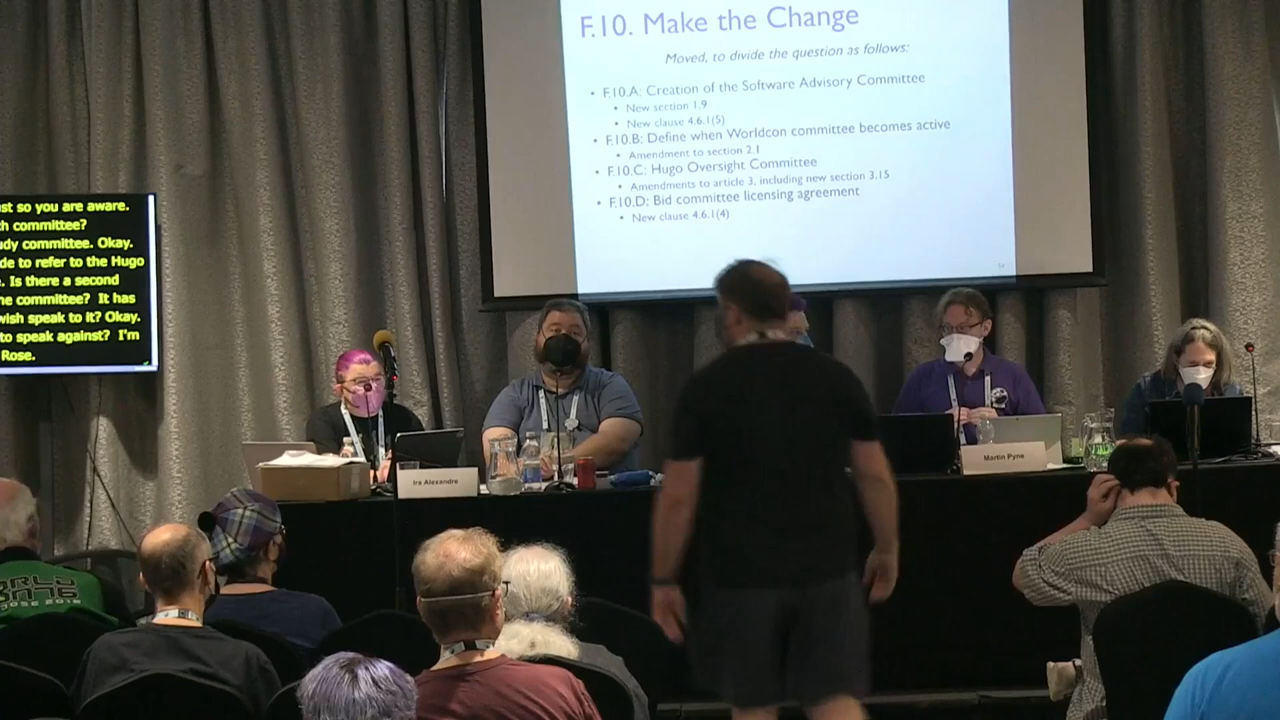 F.10. Make the Change
Moved, to divide the question as follows:
• F.10.A: Creation of the Software Advisory Committee
• New section 1.9
• New clause 4.6.1(5)
• F.10.B: Define when Worldcon committee becomes active
• Amendment to section 2.1
• F.10.C: Hugo Oversight Committee
• Amendments to article 3, including new section 3.15
• F.10.D: Bid committee licensing agreement
• New clause 4.6.1(4)
ust so you are aware.
ch committee?
udy committee. Okay.
de to refer to the Hugo
. Is there a second
he committee? It has
wish speak to it? Okay.
to speak against? I'm
Rose.
Ira Alexandre
Martin Pyne